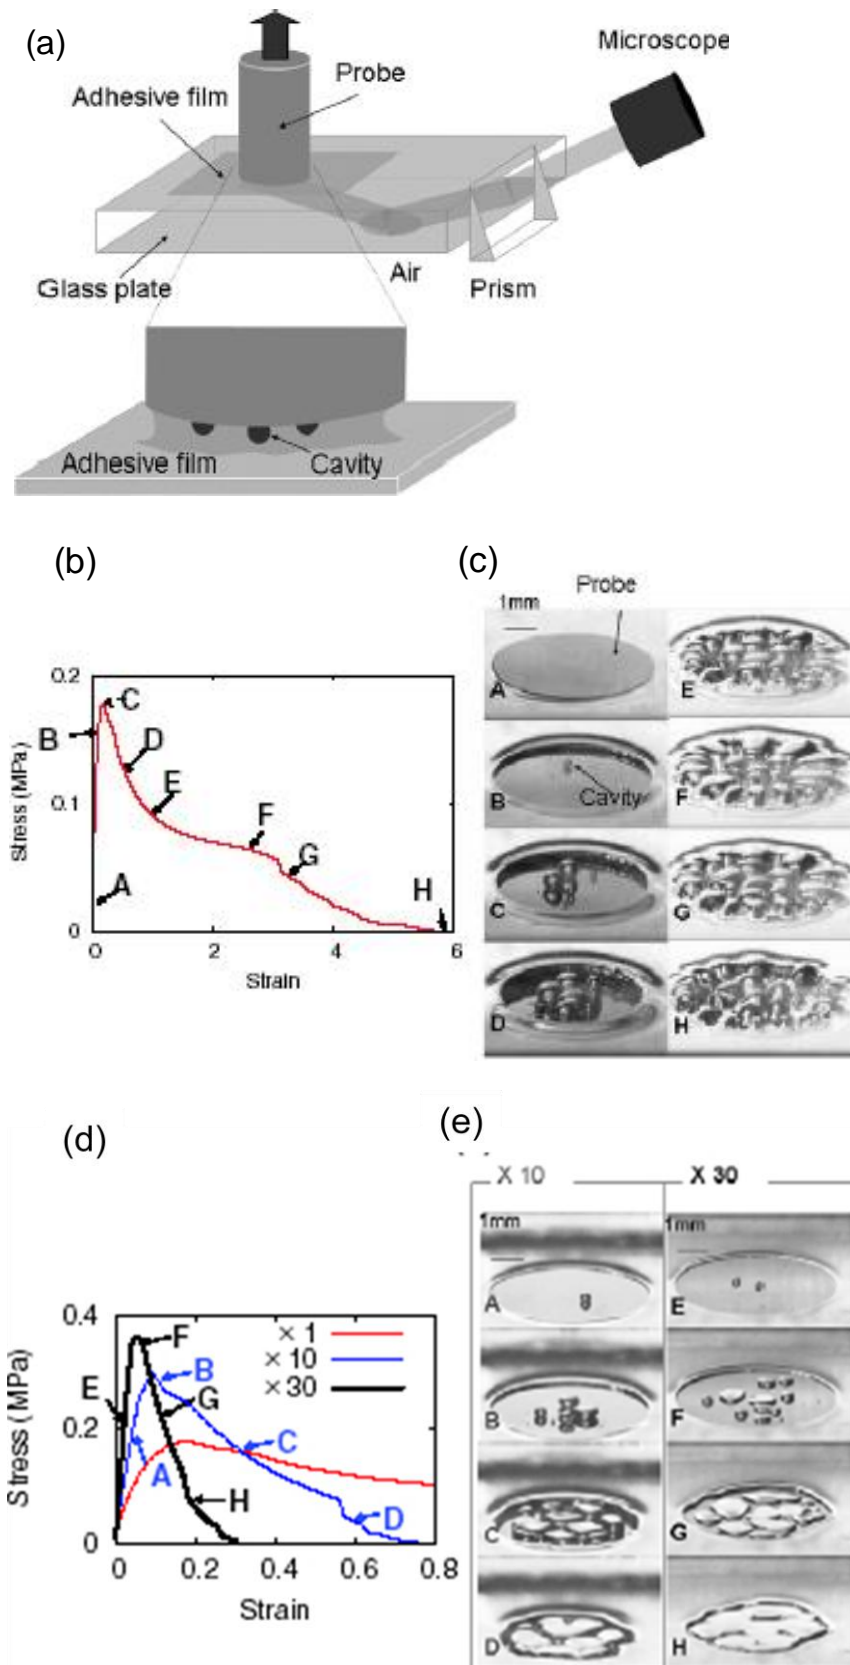 (a)
Microscope
Probe
Adhesive film
Air
Glass plate
Prism
Adhesive film
Cavity
(b)
(c)
Probe
1mm
A
E
B
Cavity
F
C
G
D
H
0.2
C
B
D
Stress (MPa)
0.1
E
F
G
A
H
0
0
2
4
6
Strain
(d)
(e)
X 10
X 30
1mm
1mm
A
E
B
F
C
G
D
H
0.4
F
× 1
× 10
B
× 30
E
G
Stress ( MPa)
0.2
C
A
H
D
0
0
0.2
0.4
0.6
0.8
Strain